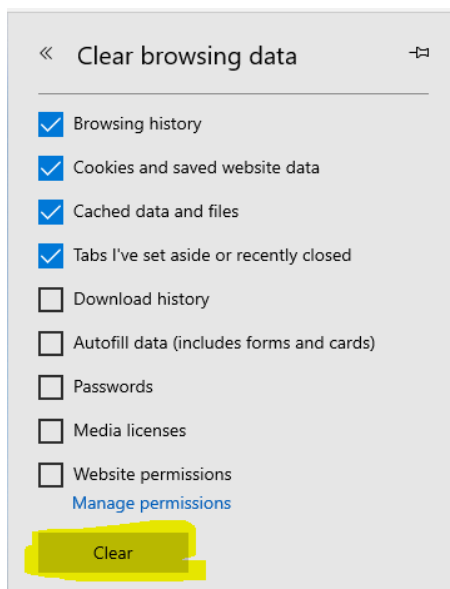 Clear browsing data
Browsing history
Cookies and saved website data
Cached data and files
Tabs I've set aside or recently closed
Download history
Autofill data (includes forms and cards)
Passwords
Media licenses
Website permissions
Manage permissions
Clear